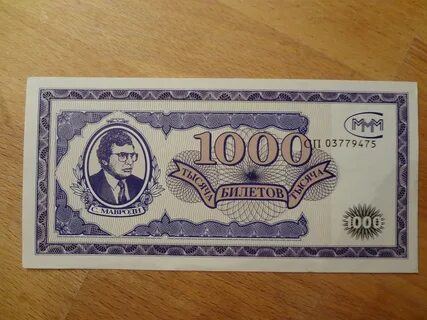 МММ
1000
СП 03779475
ТЫСЯЧА БИЛЕТОВ ТЫСЯЧА
С. МАВРОДИ
1000